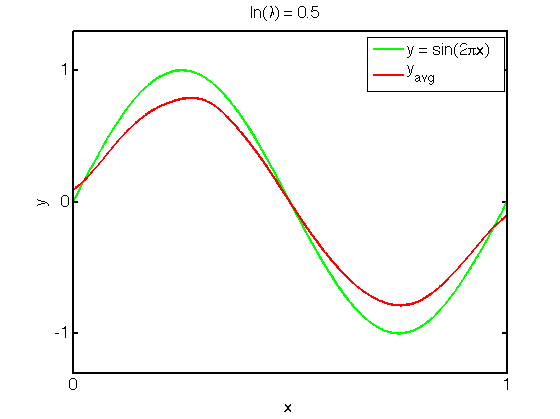 ln(λ) = 0.5
y = sin(2πx)
y_avg
1
0
-1
y
0
1
x